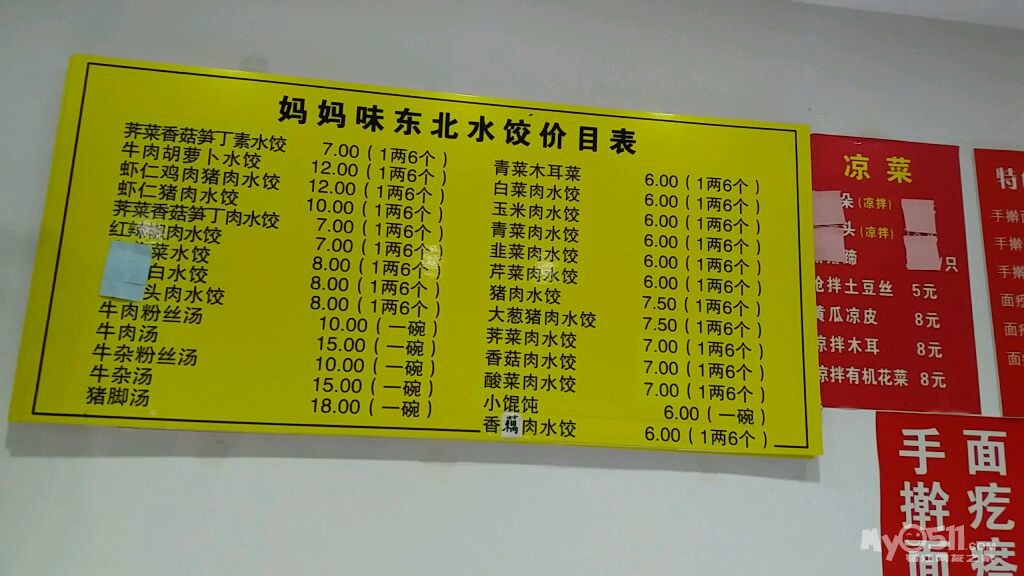 妈妈味东北水饺价目表
荠菜香菇笋丁素水饺 7.00（1两6个）
牛肉胡萝卜水饺 12.00（1两6个）
虾仁鸡肉猪肉水饺 12.00（1两6个）
虾仁猪肉水饺 10.00（1两6个）
荠菜香菇笋丁肉水饺 7.00（1两6个）
红辣椒肉水饺 7.00（1两6个）
菜水饺 8.00（1两6个）
白水饺 8.00（1两6个）
头肉水饺 8.00（1两6个）
牛肉粉丝汤 10.00（一碗）
牛肉汤 15.00（一碗）
牛杂粉丝汤 10.00（一碗）
牛杂汤 15.00（一碗）
猪脚汤 18.00（一碗）
青菜木耳菜 6.00（1两6个）
白菜肉水饺 6.00（1两6个）
玉米肉水饺 6.00（1两6个）
青菜肉水饺 6.00（1两6个）
韭菜肉水饺 6.00（1两6个）
芹菜肉水饺 6.00（1两6个）
猪肉水饺 7.50（1两6个）
大葱猪肉水饺 7.50（1两6个）
荠菜肉水饺 7.00（1两6个）
香菇肉水饺 7.00（1两6个）
酸菜肉水饺 7.00（1两6个）
小馄饨 6.00（一碗）
香藕肉水饺 6.00（1两6个）
凉菜
朵（凉拌）
头（凉拌）
蹄 /只
炝拌土豆丝 5元
黄瓜凉皮 8元
凉拌木耳 8元
凉拌有机花菜 8元
特
手擀
手擀
手擀
面疙
面疙
面疙
手擀面
面疙瘩
My0511.com